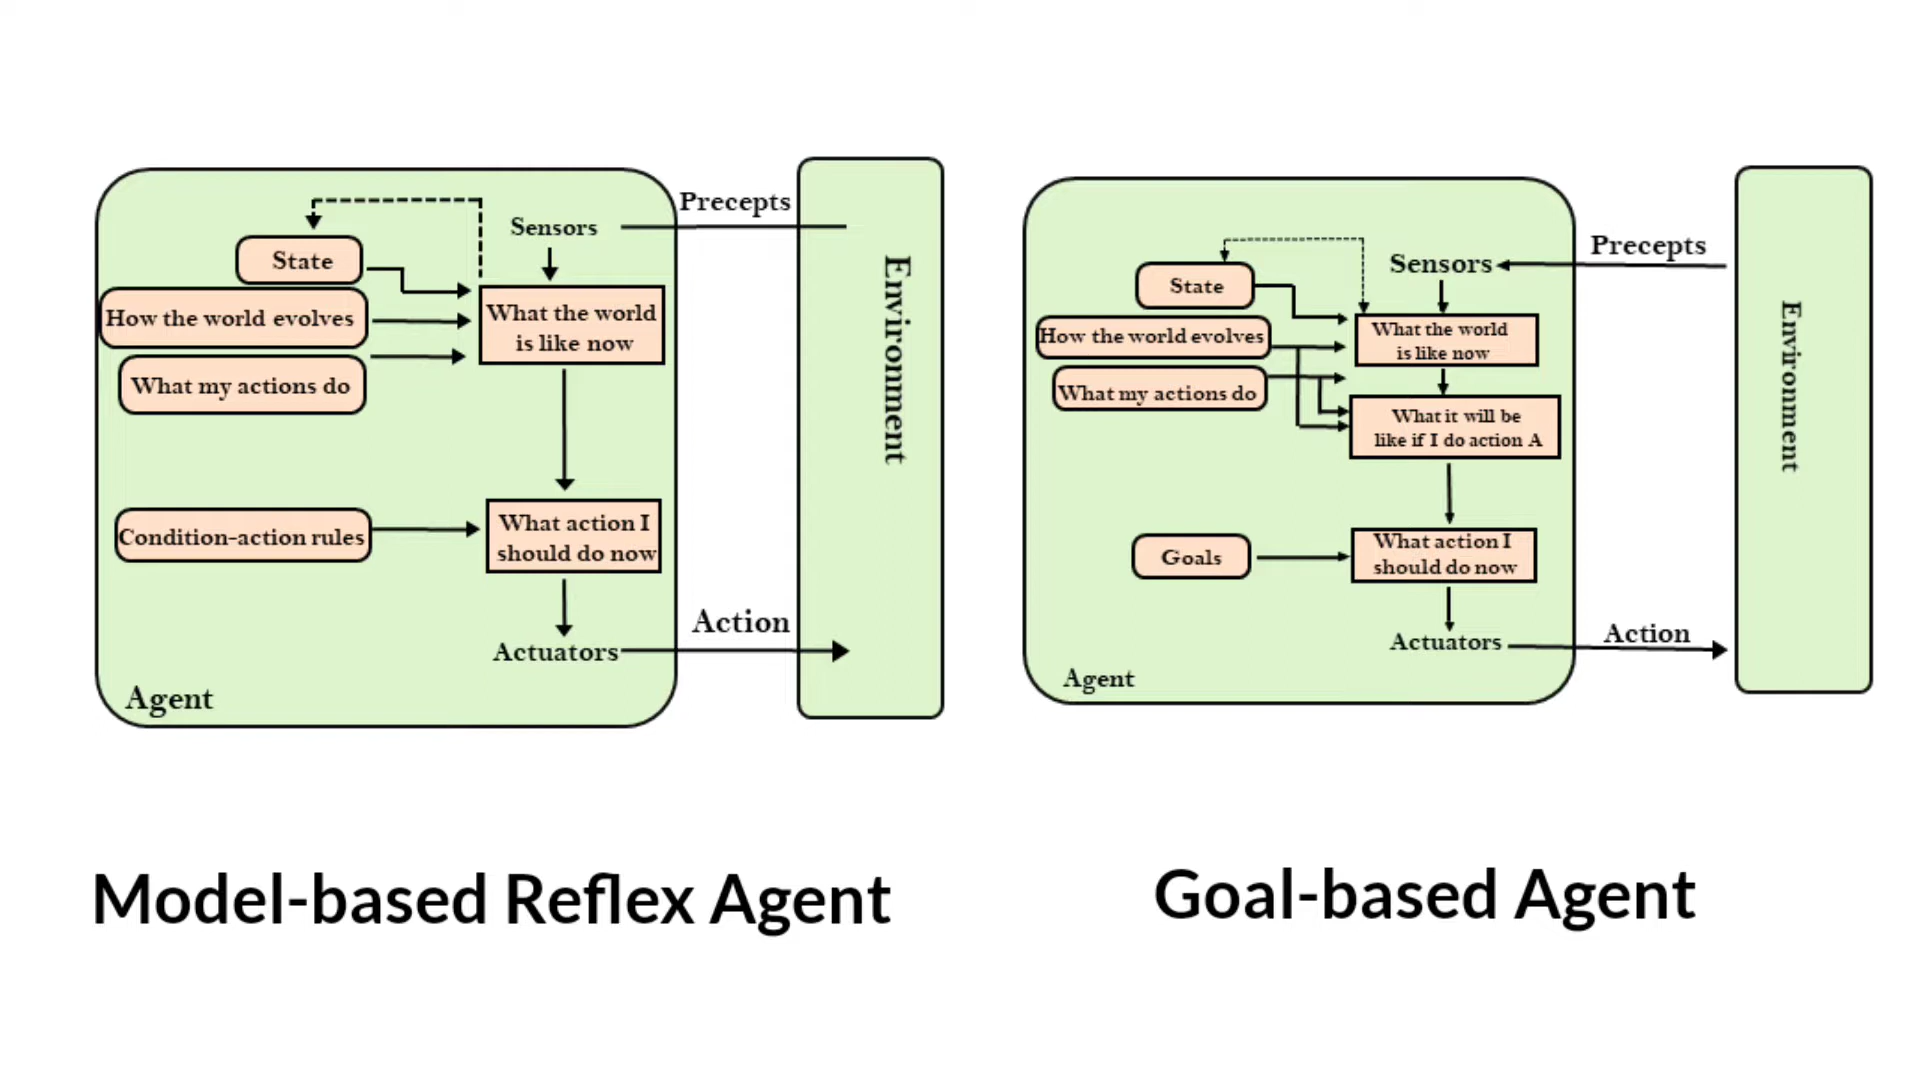 Precepts
Sensors
State
How the world evolves
What my actions do
What the world
is like now
Condition-action rules
What action I
should do now
Action
Actuators
Agent
Environment
Model-based Reflex Agent
Precepts
Sensors
State
How the world evolves
What my actions do
What the world
is like now
What it will be
like if I do action A
Goals
What action I
should do now
Action
Actuators
Agent
Environment
Goal-based Agent